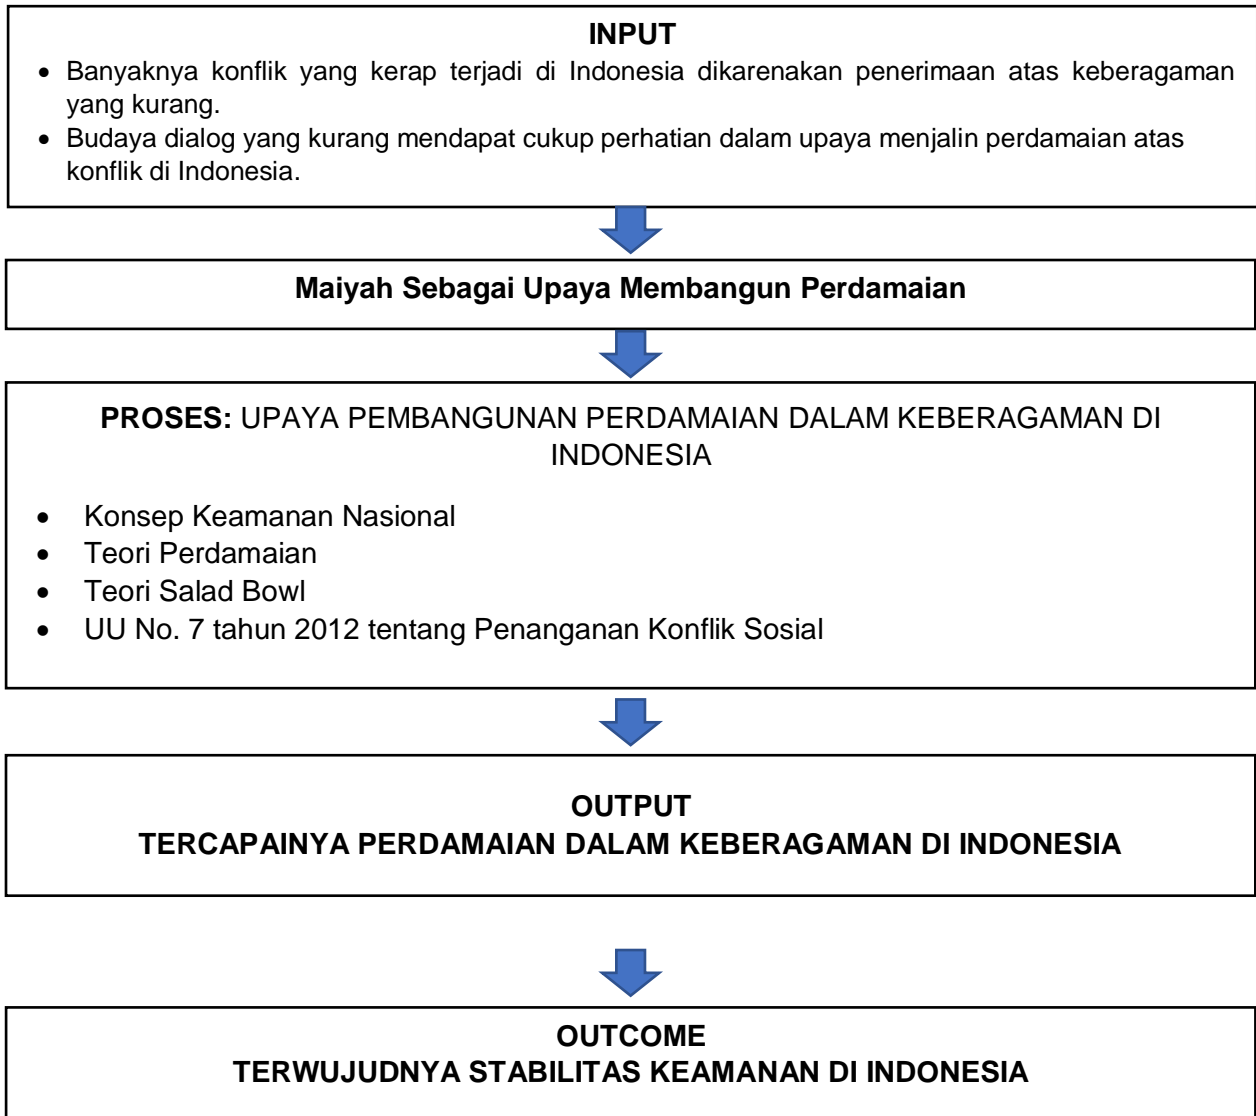 INPUT
• Banyaknya konflik yang kerap terjadi di Indonesia dikarenakan penerimaan atas keberagaman
yang kurang.
• Budaya dialog yang kurang mendapat cukup perhatian dalam upaya menjalin perdamaian atas
konflik di Indonesia.
Maiyah Sebagai Upaya Membangun Perdamaian
PROSES: UPAYA PEMBANGUNAN PERDAMAIAN DALAM KEBERAGAMAN DI
INDONESIA
• Konsep Keamanan Nasional
• Teori Perdamaian
• Teori Salad Bowl
• UU No. 7 tahun 2012 tentang Penanganan Konflik Sosial
OUTPUT
TERCAPAINYA PERDAMAIAN DALAM KEBERAGAMAN DI INDONESIA
OUTCOME
TERWUJUDNYA STABILITAS KEAMANAN DI INDONESIA